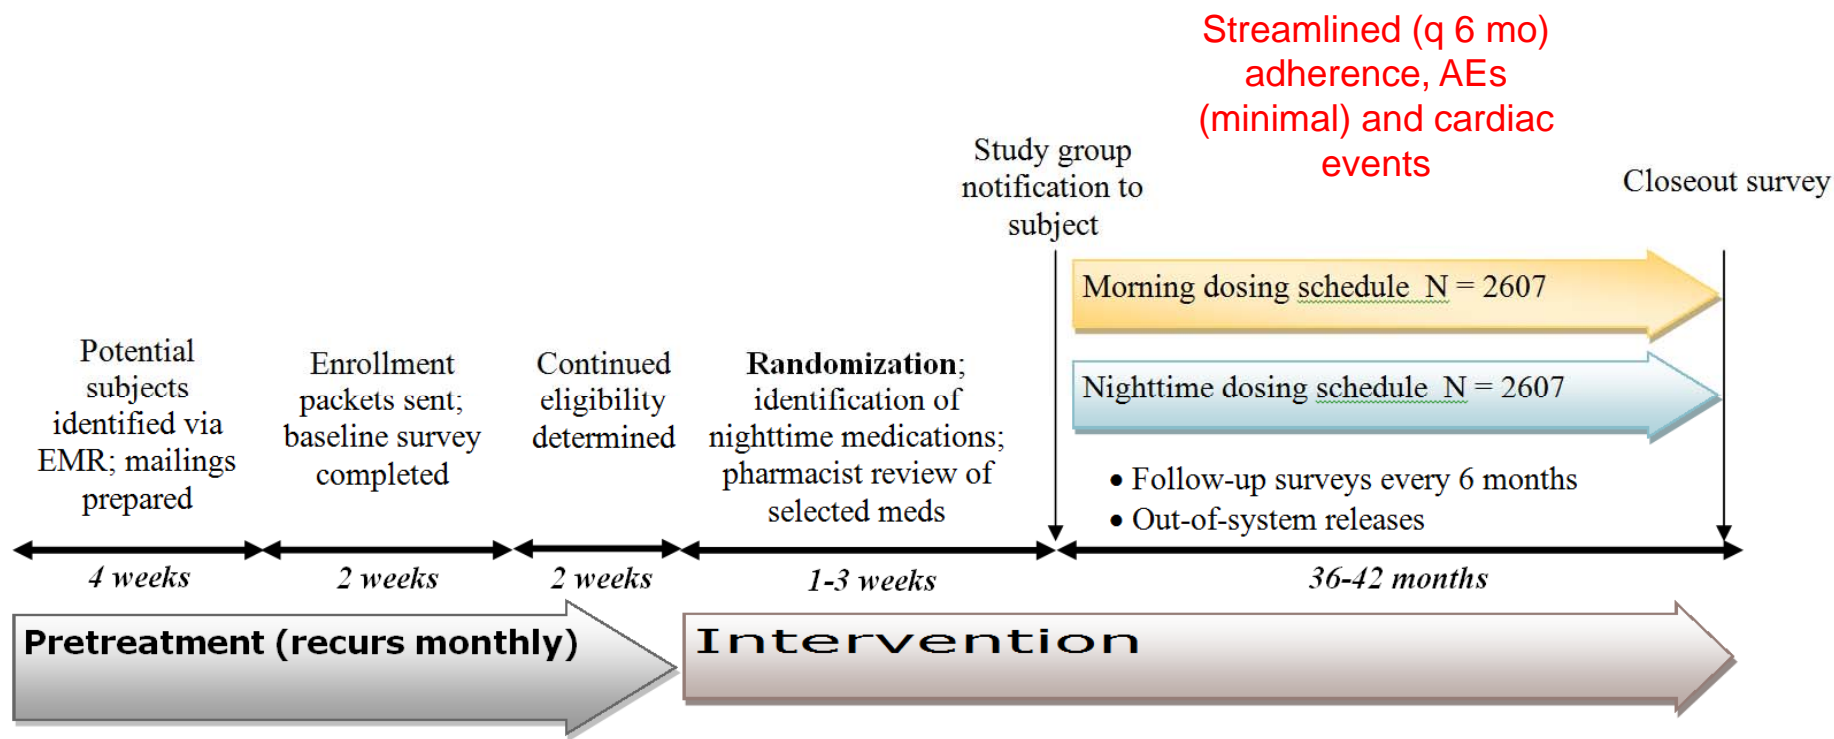 Streamlined (q 6 mo)
adherence, AEs
(minimal) and cardiac
events
Study group
notification to
subject
Closeout survey
Morning dosing schedule N = 2607
Nighttime dosing schedule N = 2607
Potential
subjects
identified via
EMR; mailings
prepared
Enrollment
packets sent;
baseline survey
completed
Continued
eligibility
determined
Randomization;
identification of
nighttime medications;
pharmacist review of
selected meds
• Follow-up surveys every 6 months
• Out-of-system releases
4 weeks
2 weeks
2 weeks
1-3 weeks
36-42 months
Pretreatment (recurs monthly)
Intervention